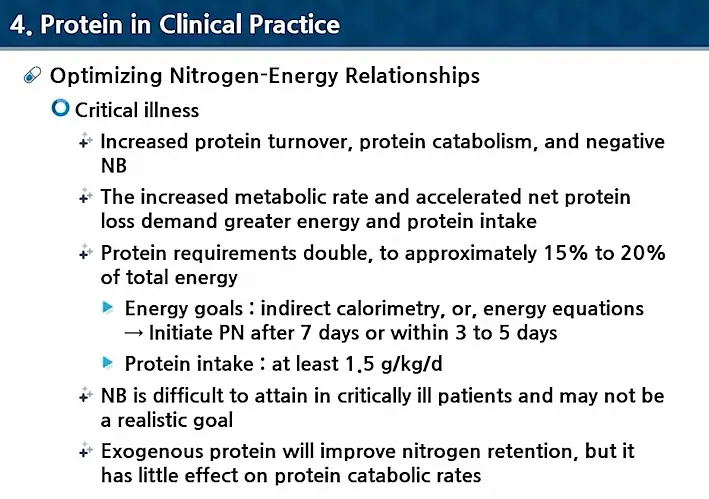 4. Protein in Clinical Practice
Optimizing Nitrogen-Energy Relationships
Critical illness
Increased protein turnover, protein catabolism, and negative
NB
The increased metabolic rate and accelerated net protein
loss demand greater energy and protein intake
Protein requirements double, to approximately 15% to 20%
of total energy
Energy goals : indirect calorimetry, or, energy equations
→ Initiate PN after 7 days or within 3 to 5 days
Protein intake : at least 1.5 g/kg/d
NB is difficult to attain in critically ill patients and may not be
a realistic goal
Exogenous protein will improve nitrogen retention, but it
has little effect on protein catabolic rates